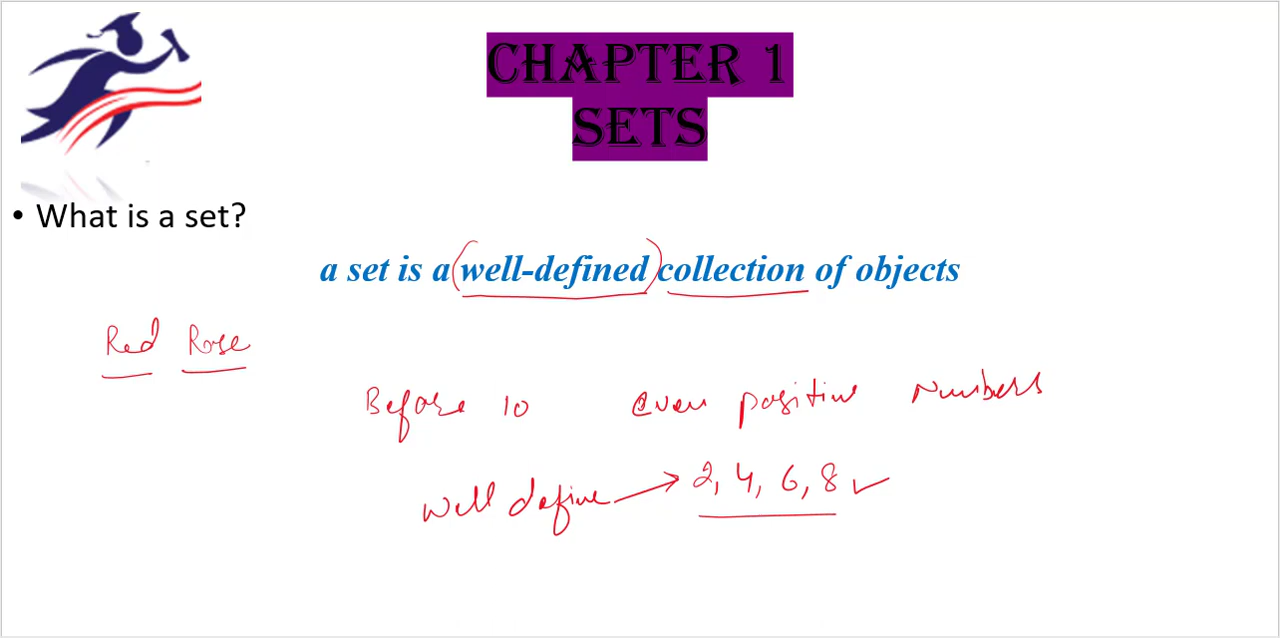 CHAPTER 1
SETS
• What is a set?
a set is a (well-defined) collection of objects
Red Rose
Before 10 even positive Numbers
Well define → 2, 4, 6, 8 ✓